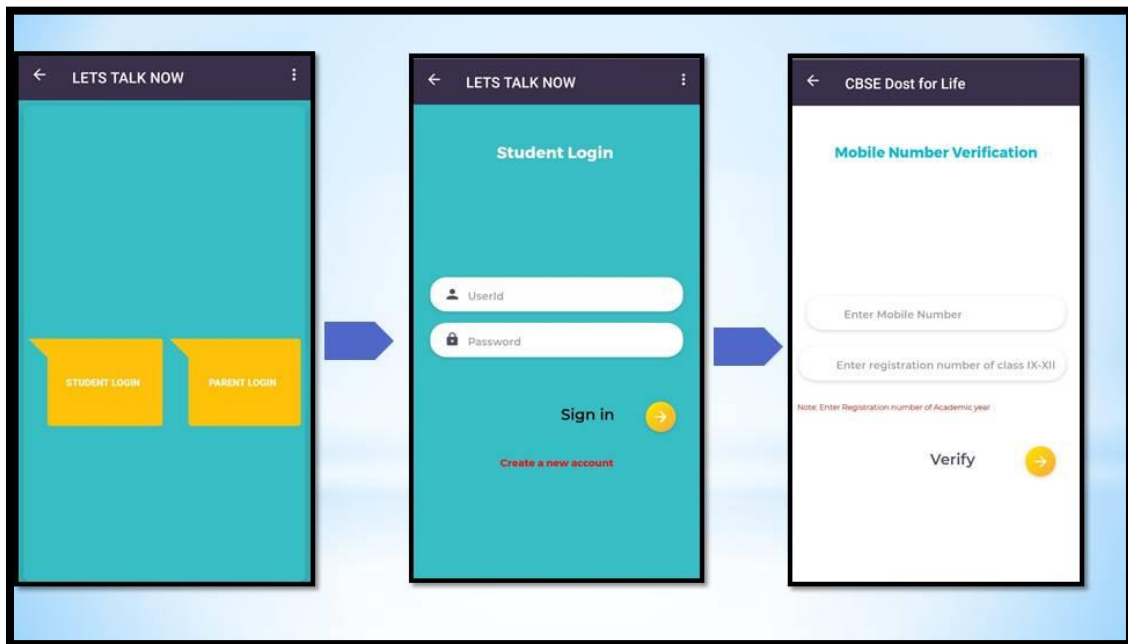 LETS TALK NOW
STUDENT LOGIN
PARENT LOGIN
LETS TALK NOW
Student Login
UserId
Password
Sign in
Create a new account
CBSE Dost for Life
Mobile Number Verification
Enter Mobile Number
Enter registration number of class IX-XII
Note: Enter Registration number of Academic year
Verify